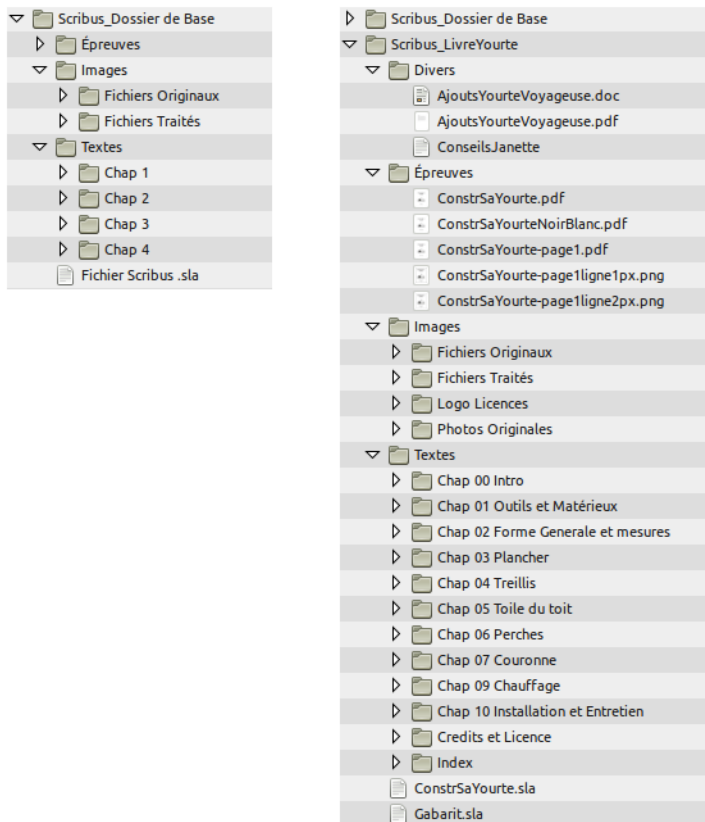 Scribus_Dossier de Base
Épreuves
Images
Fichiers Originaux
Fichiers Traités
Textes
Chap 1
Chap 2
Chap 3
Chap 4
Fichier Scribus .sla
Scribus_Dossier de Base
Scribus_LivreYourte
Divers
AjoutsYourteVoyageuse.doc
AjoutsYourteVoyageuse.pdf
ConseilsJanette
Épreuves
ConstrSaYourte.pdf
ConstrSaYourteNoirBlanc.pdf
ConstrSaYourte-page1.pdf
ConstrSaYourte-page1ligne1px.png
ConstrSaYourte-page1ligne2px.png
Images
Fichiers Originaux
Fichiers Traités
Logo Licences
Photos Originales
Textes
Chap 00 Intro
Chap 01 Outils et Matérieux
Chap 02 Forme Generale et mesures
Chap 03 Plancher
Chap 04 Treillis
Chap 05 Toile du toit
Chap 06 Perches
Chap 07 Couronne
Chap 09 Chauffage
Chap 10 Installation et Entretien
Credits et Licence
Index
ConstrSaYourte.sla
Gabarit.sla